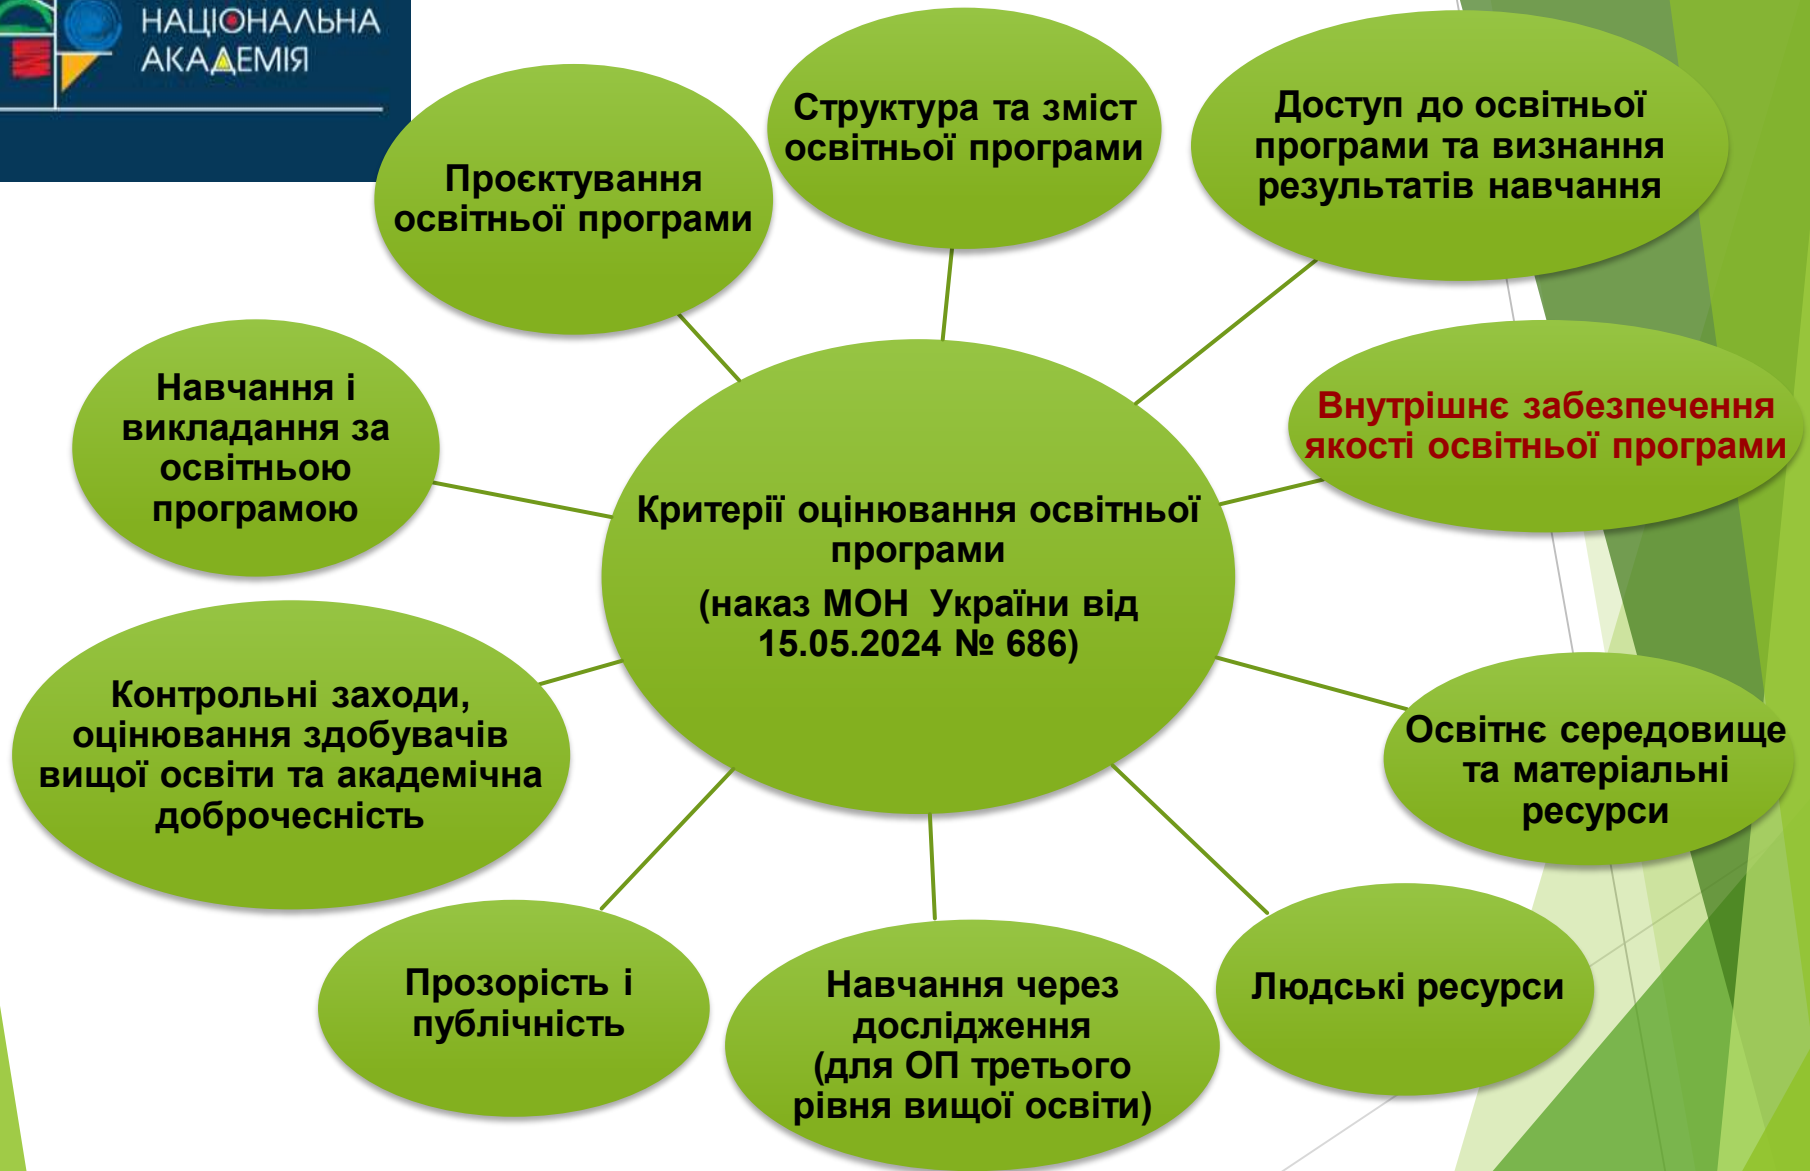 НАЦІОНАЛЬНА
АКАДЕМІЯ
Структура та зміст
освітньої програми
Доступ до освітньої
програми та визнання
результатів навчання
Проєктування
освітньої програми
Внутрішнє забезпечення
якості освітньої програми
Навчання і
викладання за
освітньою
програмою
Критерії оцінювання освітньої
програми
(наказ МОН України від
15.05.2024 № 686)
Контрольні заходи,
оцінювання здобувачів
вищої освіти та академічна
доброчесність
Освітнє середовище
та матеріальні
ресурси
Прозорість і
публічність
Навчання через
дослідження
(для ОП третього
рівня вищої освіти)
Людські ресурси